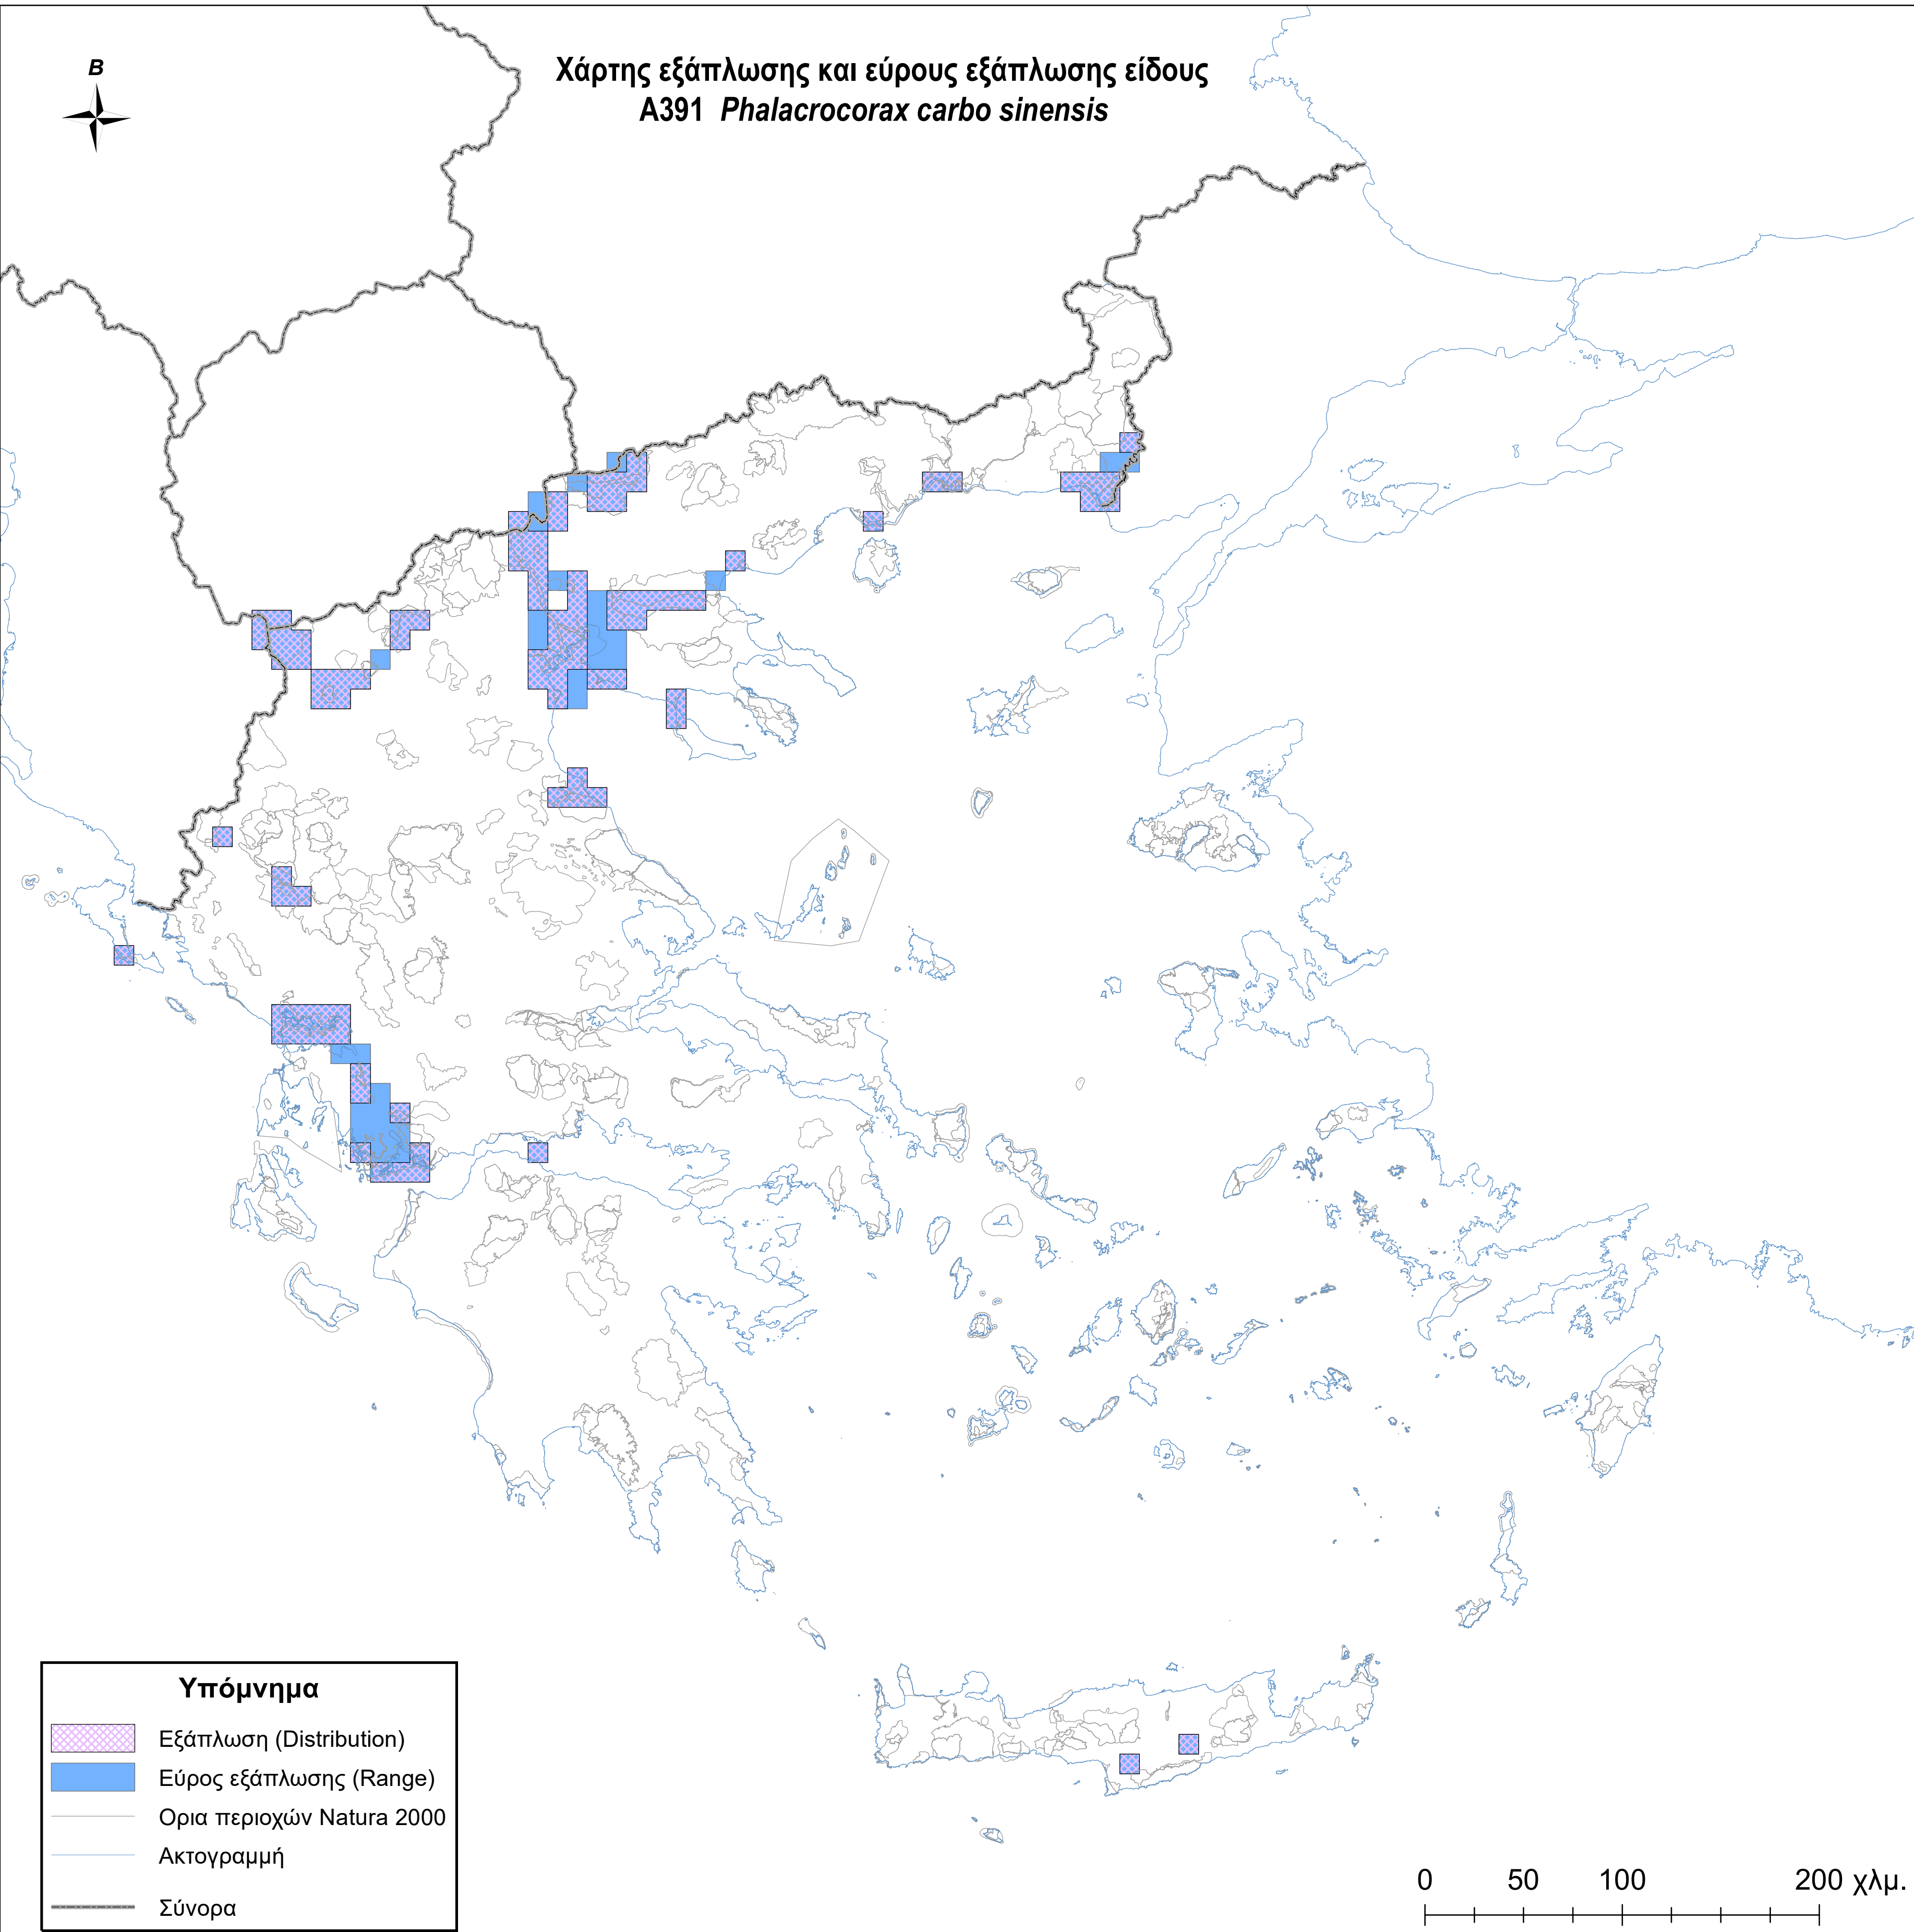 Χάρτης εξάπλωσης και εύρους εξάπλωσης είδους
Α391 Phalacrocorax carbo sinensis
Β
Υπόμνημα
Εξάπλωση (Distribution)
Εύρος εξάπλωσης (Range)
Ορια περιοχών Natura 2000
Ακτογραμμή
Σύνορα
0 50 100 200 χλμ.